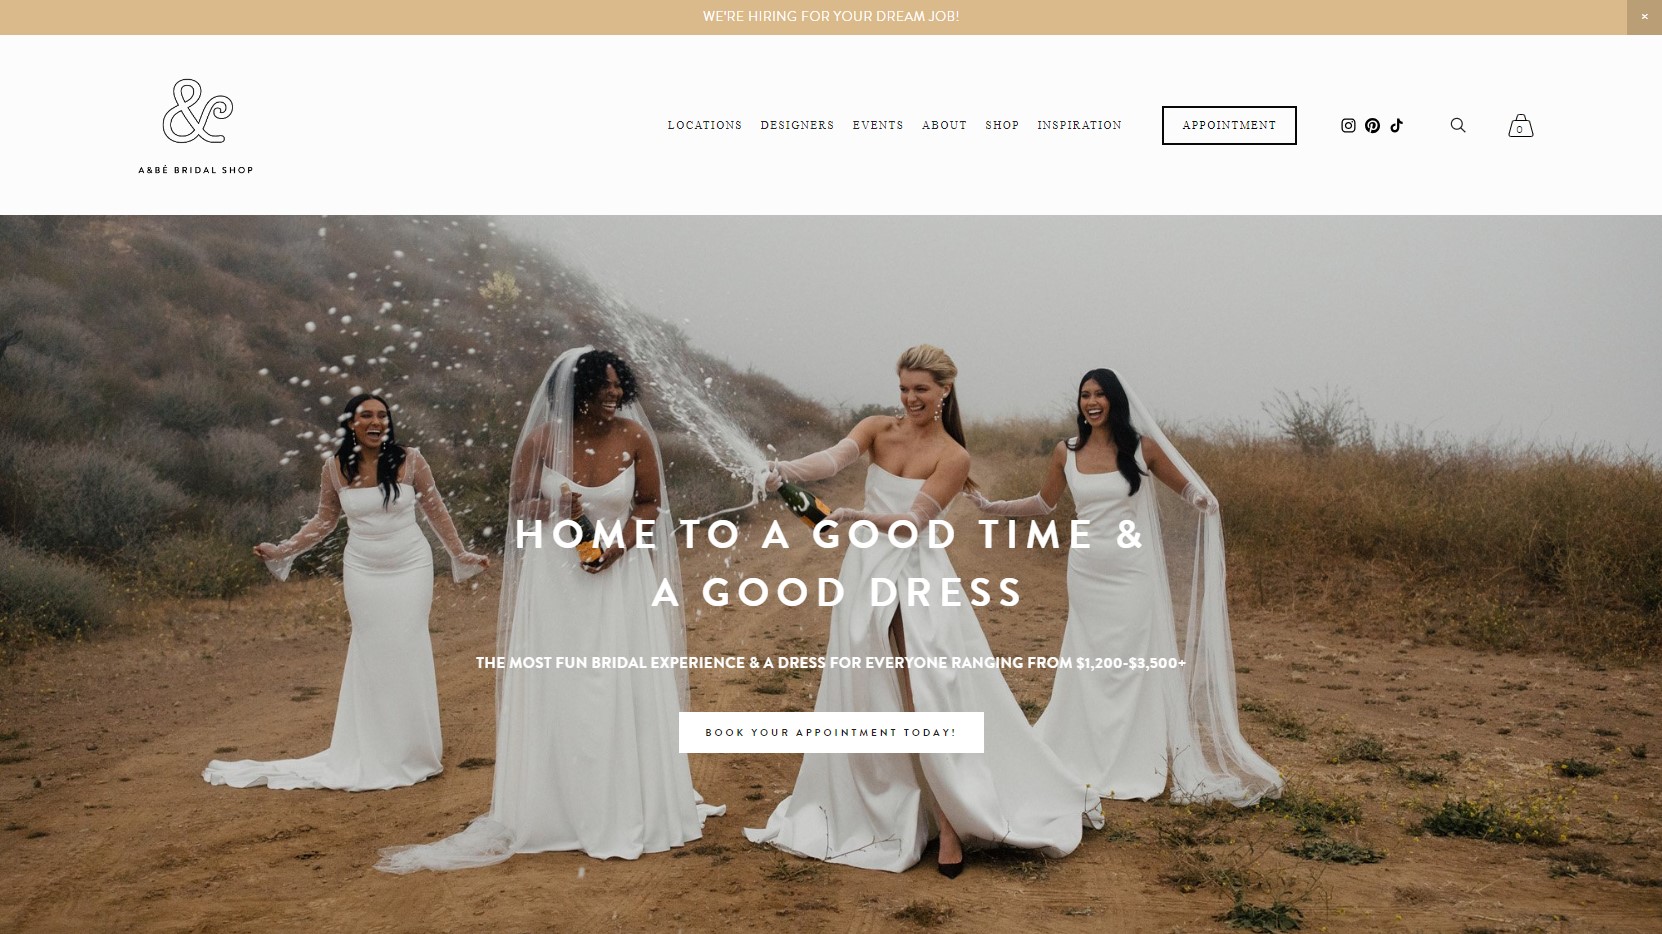 WE'RE HIRING FOR YOUR DREAM JOB!
&
A&BÉ BRIDAL SHOP
LOCATIONS DESIGNERS EVENTS ABOUT SHOP INSPIRATION APPOINTMENT 0
HOME TO A GOOD TIME &
A GOOD DRESS
THE MOST FUN BRIDAL EXPERIENCE & A DRESS FOR EVERYONE RANGING FROM $1,200-$3,500+
BOOK YOUR APPOINTMENT TODAY!